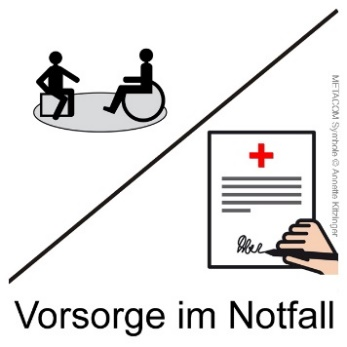 METACOM Symbole © Annette Kitzinger
Vorsorge im Notfall